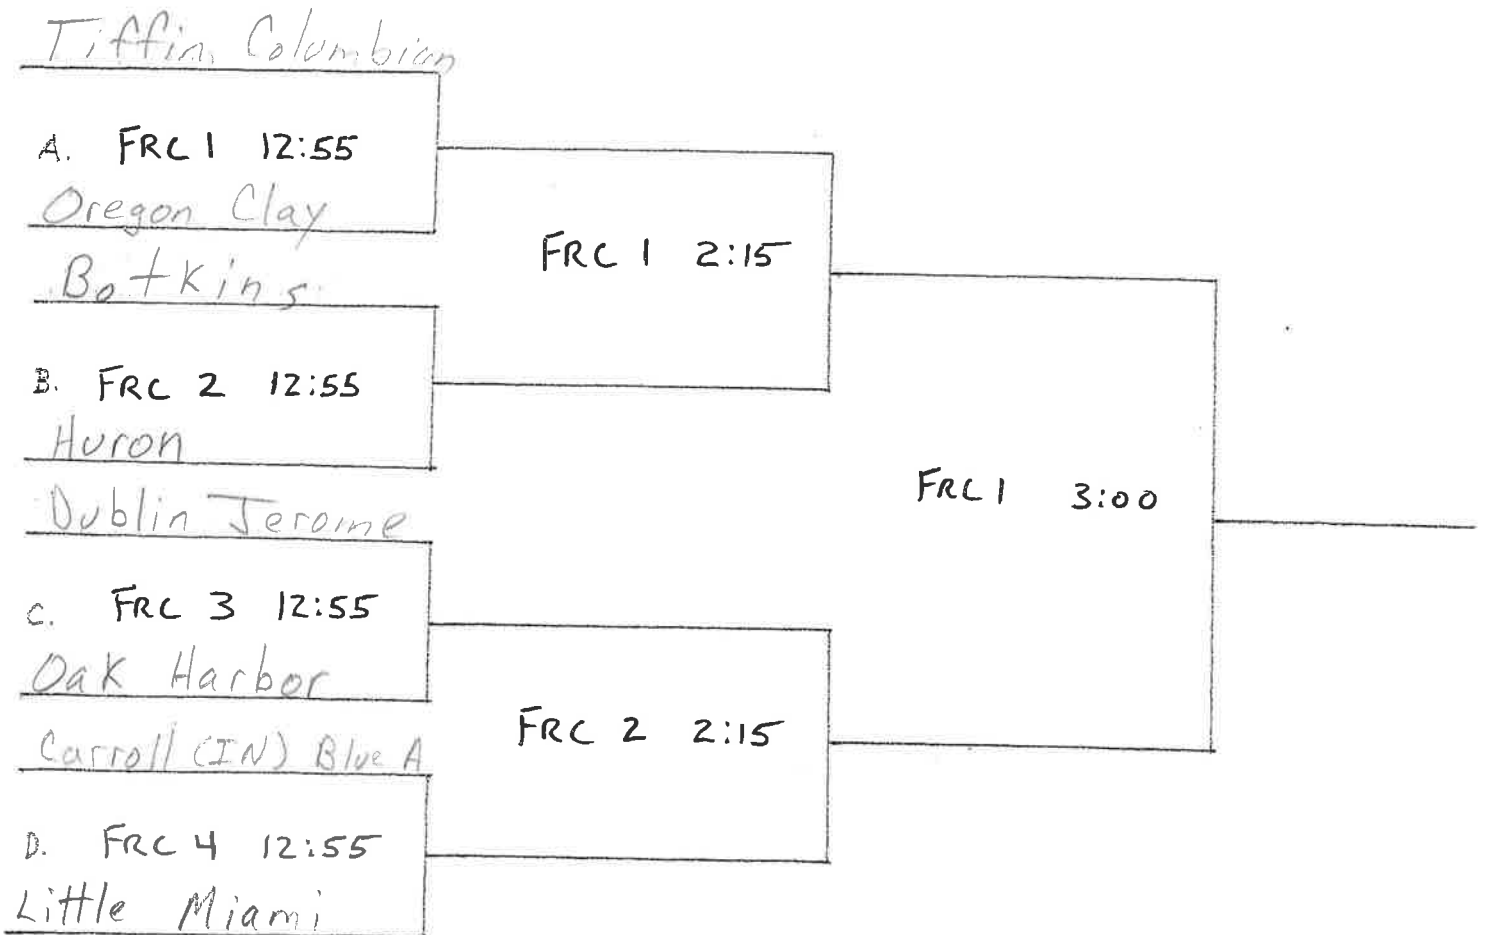 Tiffin Columbian
A. FRC 1 12:55
Oregon Clay
FRC 1 2:15
Botkins
B. FRC 2 12:55
Huron
FRC 1 3:00
Dublin Jerome
C. FRC 3 12:55
Oak Harbor
FRC 2 2:15
Carroll (IN) Blue A
D. FRC 4 12:55
Little Miami